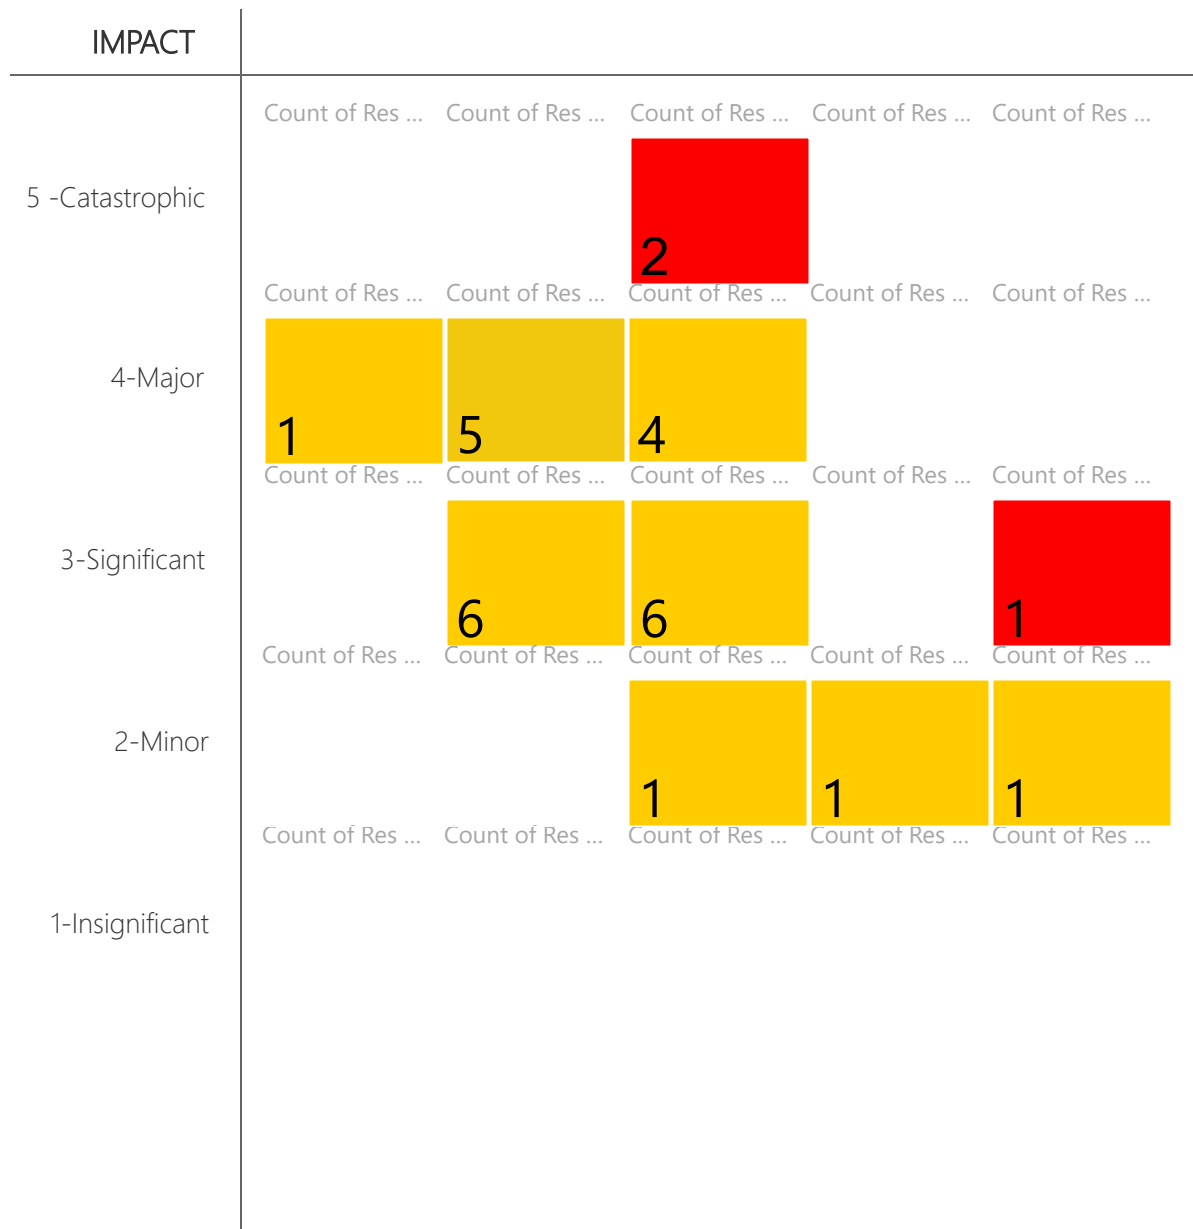 IMPACT
Count of Res ... Count of Res ... Count of Res ... Count of Res ... Count of Res ...
5 -Catastrophic
2
Count of Res ... Count of Res ... Count of Res ... Count of Res ... Count of Res ...
4-Major
1 5 4
Count of Res ... Count of Res ... Count of Res ... Count of Res ... Count of Res ...
3-Significant
6 6 1
Count of Res ... Count of Res ... Count of Res ... Count of Res ... Count of Res ...
2-Minor
1 1 1
Count of Res ... Count of Res ... Count of Res ... Count of Res ... Count of Res ...
1-Insignificant